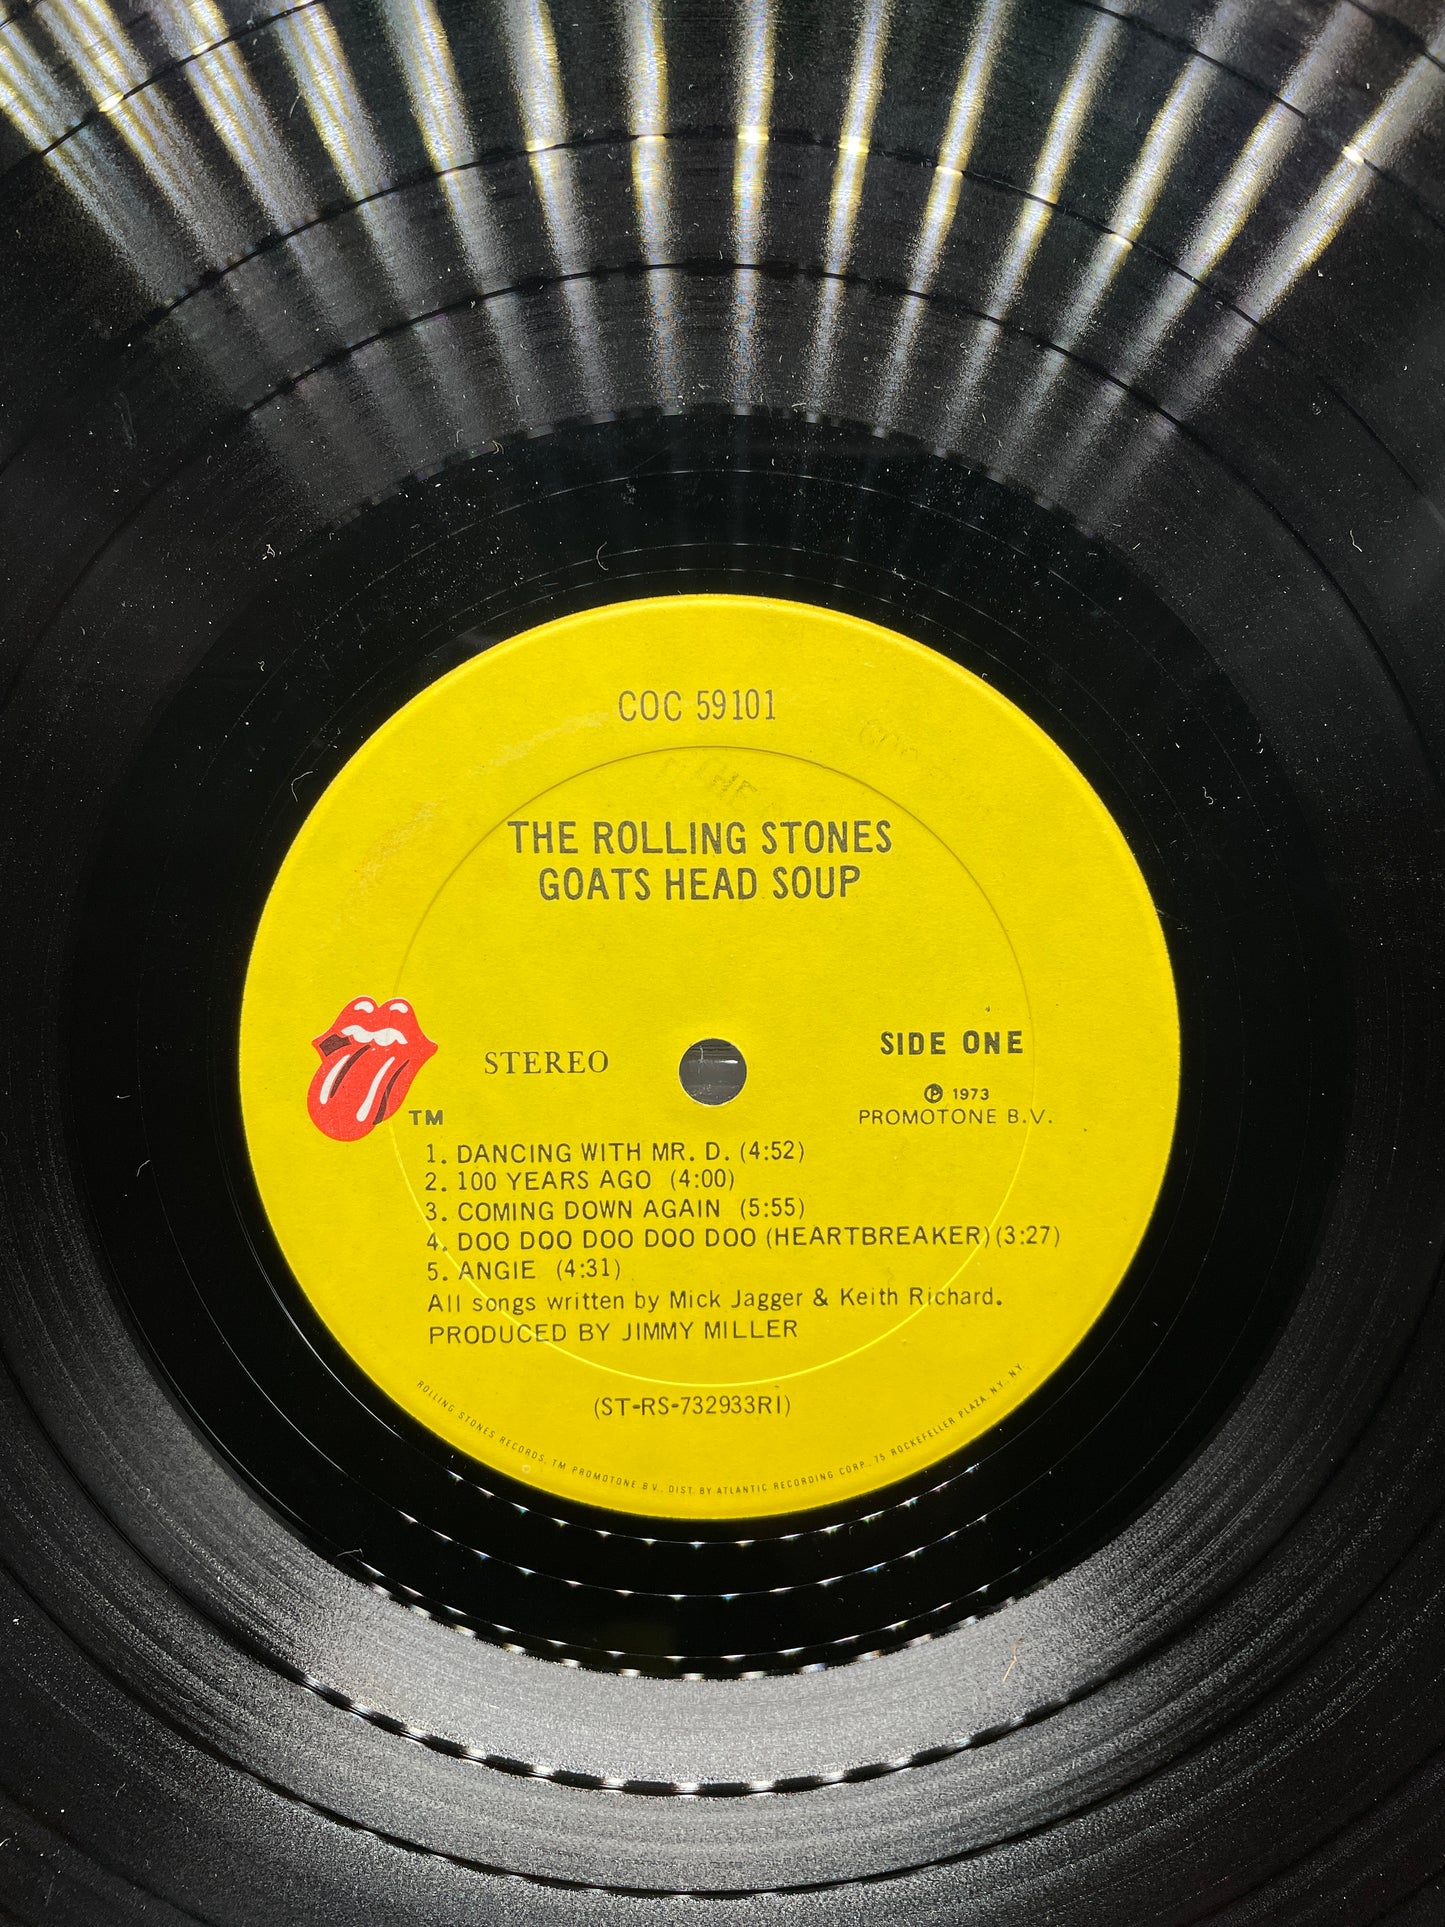 COC 59101
THE ROLLING STONES
GOATS HEAD SOUP
STEREO
SIDE ONE
Ⓟ 1973
PROMOTONE B.V.
TM
1. DANCING WITH MR. D. (4:52)
2. 100 YEARS AGO (4:00)
3. COMING DOWN AGAIN (5:55)
4. DOO DOO DOO DOO DOO (HEARTBREAKER) (3:27)
5. ANGIE (4:31)
All songs written by Mick Jagger & Keith Richard.
PRODUCED BY JIMMY MILLER
(ST-RS-732933RI)
ROLLING STONES RECORDS, TM PROMOTONE B.V., DIST. BY ATLANTIC RECORDING CORP., 75 ROCKEFELLER PLAZA, N.Y., N.Y.